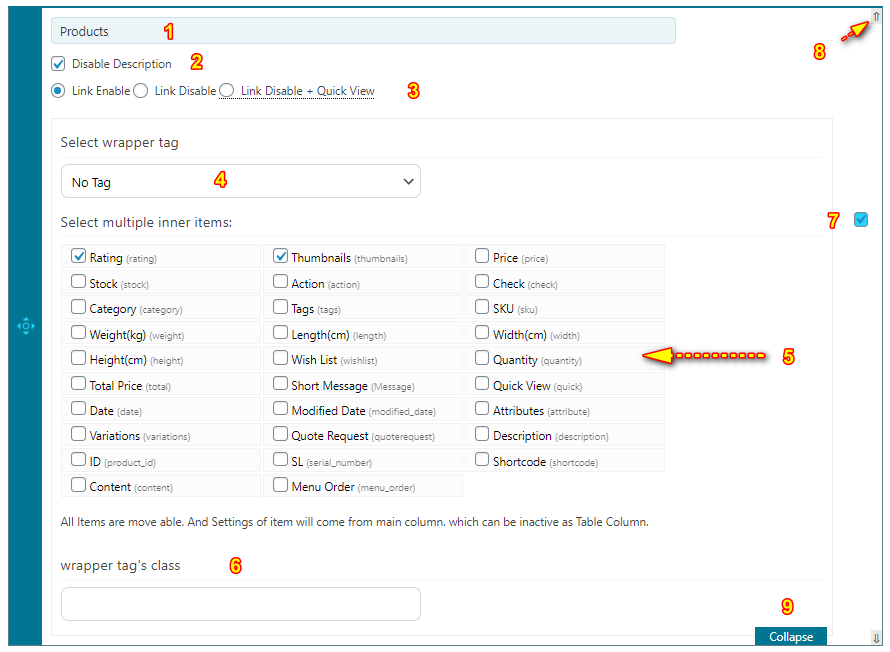 Products 1
Disable Description 2
Link Enable Link Disable Link Disable + Quick View 3
8
Select wrapper tag
No Tag 4
Select multiple inner items: 7
Rating (rating) Thumbnails (thumbnails) Price (price)
Stock (stock) Action (action) Check (check)
Category (category) Tags (tags) SKU (sku)
Weight(kg) (weight) Length(cm) (length) Width(cm) (width)
Height(cm) (height) Wish List (wishlist) Quantity (quantity) 5
Total Price (total) Short Message (Message) Quick View (quick)
Date (date) Modified Date (modified_date) Attributes (attribute)
Variations (variations) Quote Request (quoterequest) Description (description)
ID (product_id) SL (serial_number) Shortcode (shortcode)
Content (content) Menu Order (menu_order)
All Items are move able. And Settings of item will come from main column. which can be inactive as Table Column.
wrapper tag's class 6
9
Collapse